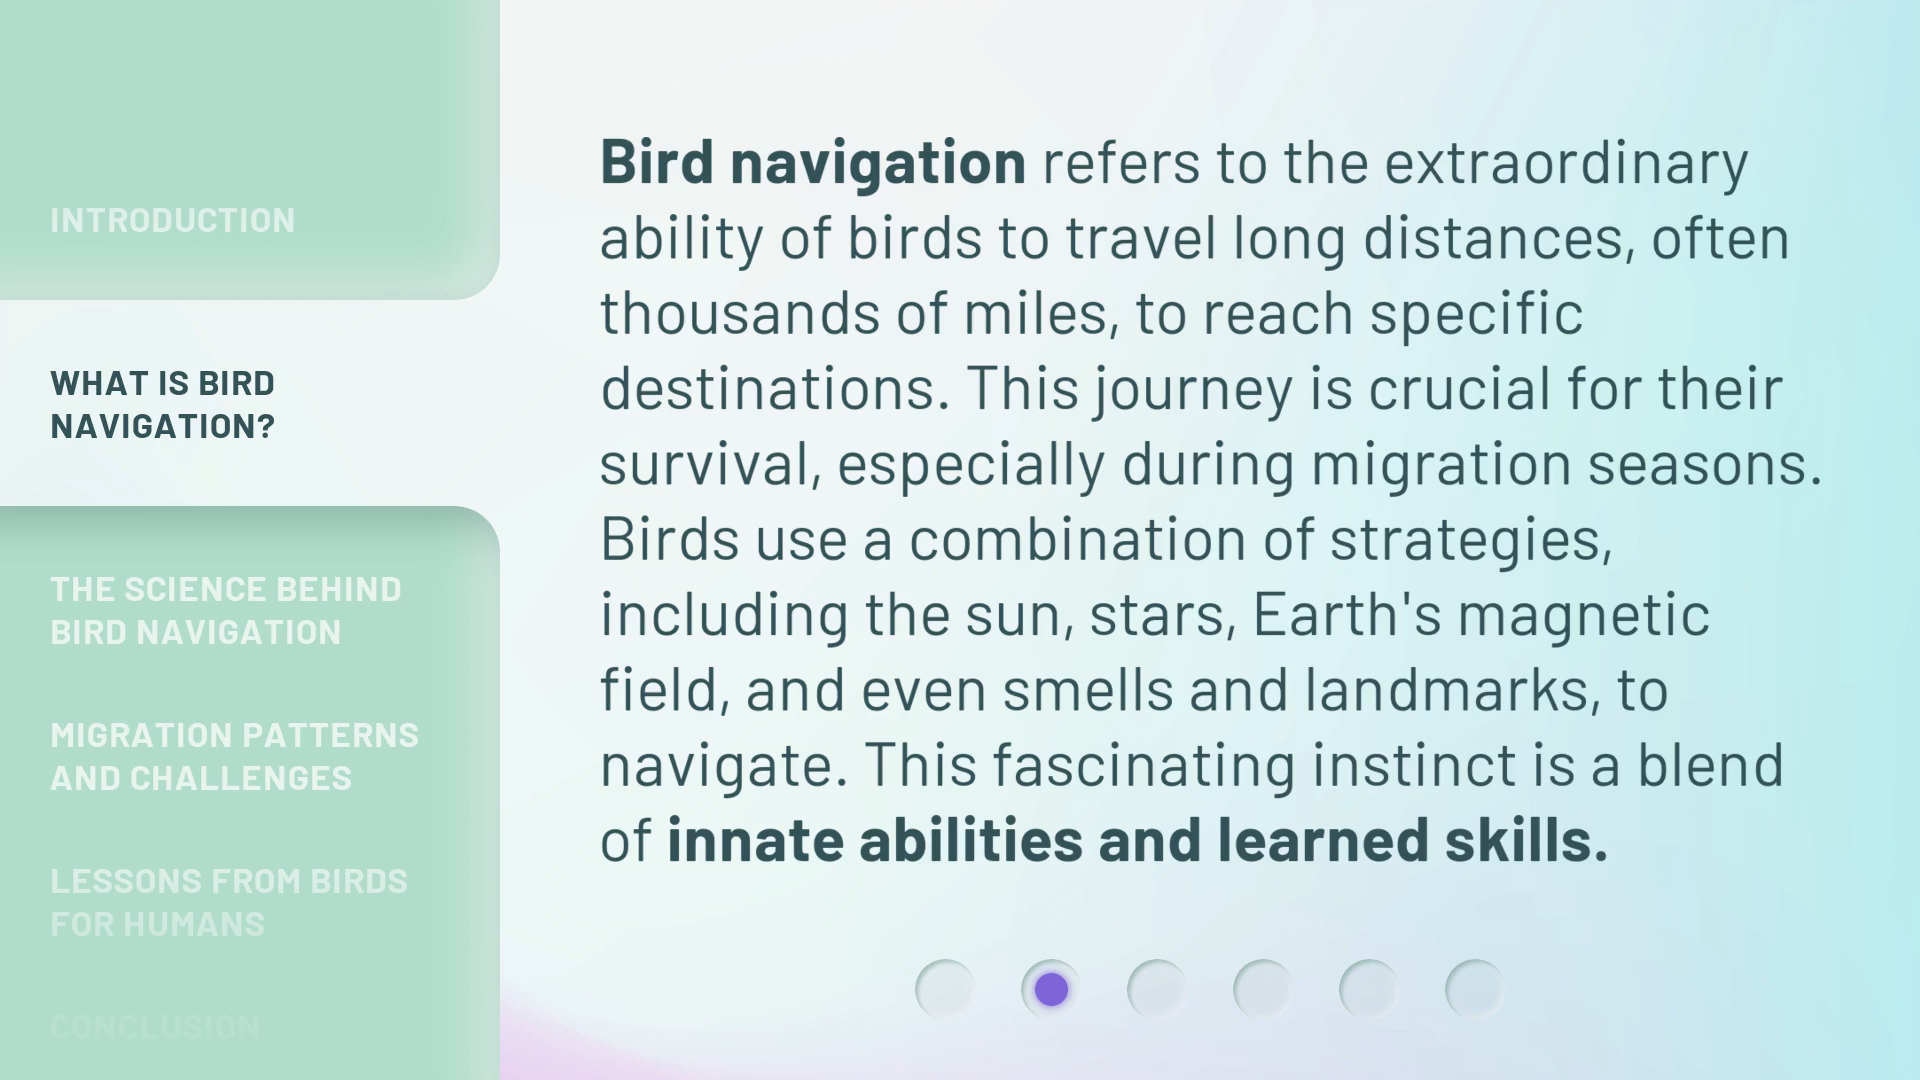 INTRODUCTION
WHAT IS BIRD
NAVIGATION?
THE SCIENCE BEHIND
BIRD NAVIGATION
MIGRATION PATTERNS
AND CHALLENGES
LESSONS FROM BIRDS
FOR HUMANS
CONCLUSION
Bird navigation refers to the extraordinary
ability of birds to travel long distances, often
thousands of miles, to reach specific
destinations. This journey is crucial for their
survival, especially during migration seasons.
Birds use a combination of strategies,
including the sun, stars, Earth's magnetic
field, and even smells and landmarks, to
navigate. This fascinating instinct is a blend
of innate abilities and learned skills.